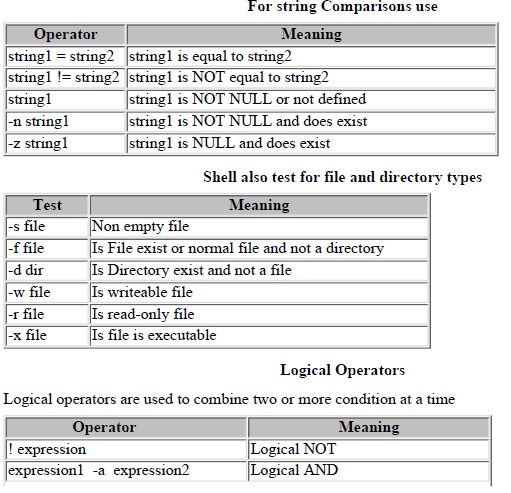 For string Comparisons use
Operator Meaning
string1 = string2 string1 is equal to string2
string1 != string2 string1 is NOT equal to string2
string1 string1 is NOT NULL or not defined
-n string1 string1 is NOT NULL and does exist
-z string1 string1 is NULL and does exist
Shell also test for file and directory types
Test Meaning
-s file Non empty file
-f file Is File exist or normal file and not a directory
-d dir Is Directory exist and not a file
-w file Is writeable file
-r file Is read-only file
-x file Is file is executable
Logical Operators
Logical operators are used to combine two or more condition at a time
Operator Meaning
! expression Logical NOT
expression1 -a expression2 Logical AND